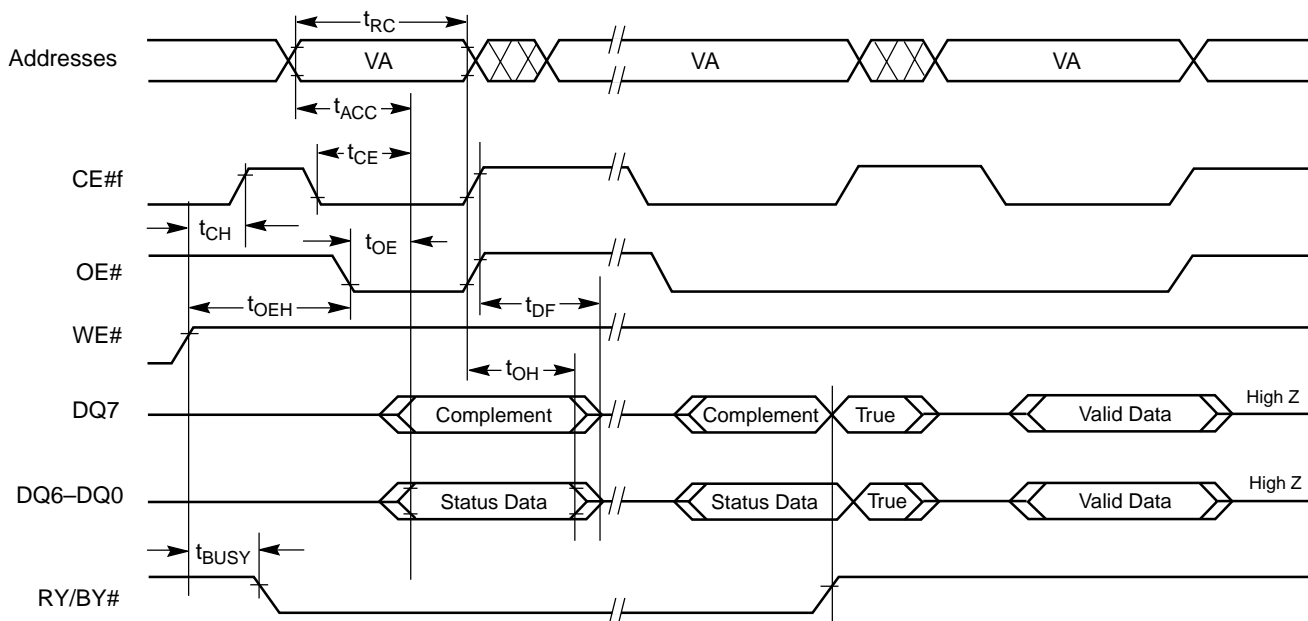 tRC
Addresses VA VA VA
tACC
tCE
CE#f
tCH tOE
OE#
tOEH tDF
WE#
tOH
DQ7 Complement Complement True Valid Data High Z
DQ6–DQ0 Status Data Status Data True Valid Data High Z
tBUSY
RY/BY#